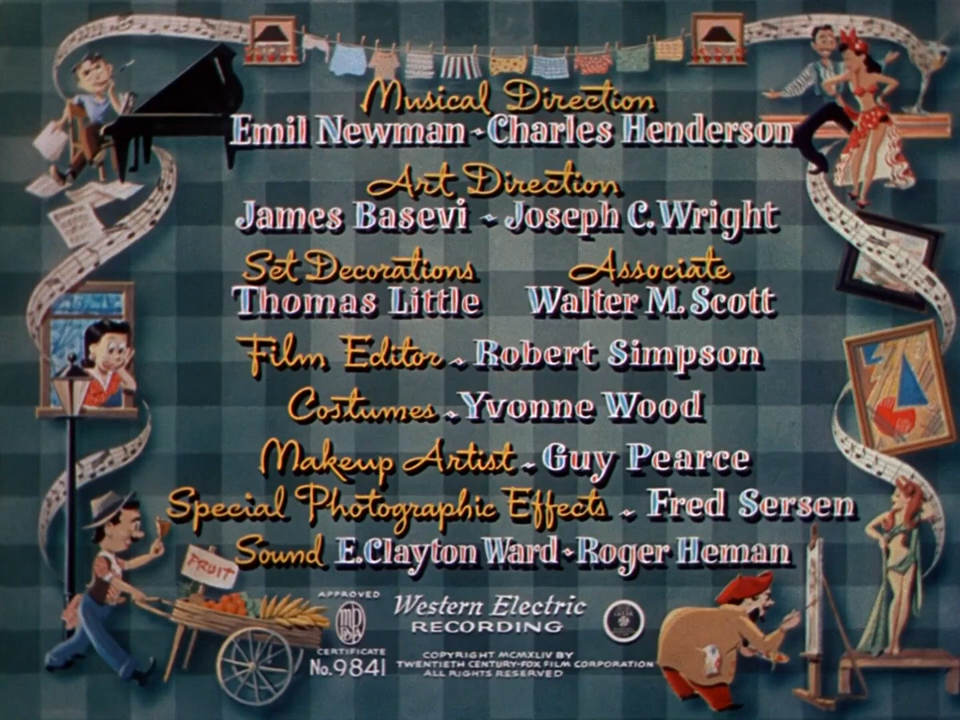 Musical Direction
Emil Newman - Charles Henderson
Art Direction
James Basevi - Joseph C. Wright
Set Decorations Associate
Thomas Little Walter M. Scott
Film Editor - Robert Simpson
Costumes - Yvonne Wood
Makeup Artist - Guy Pearce
Special Photographic Effects - Fred Sersen
Sound E. Clayton Ward - Roger Heman
FRUIT
APPROVED
MPPDA
CERTIFICATE
No. 9841
Western Electric
RECORDING
COPYRIGHT MCMXLIV BY
TWENTIETH CENTURY-FOX FILM CORPORATION
ALL RIGHTS RESERVED